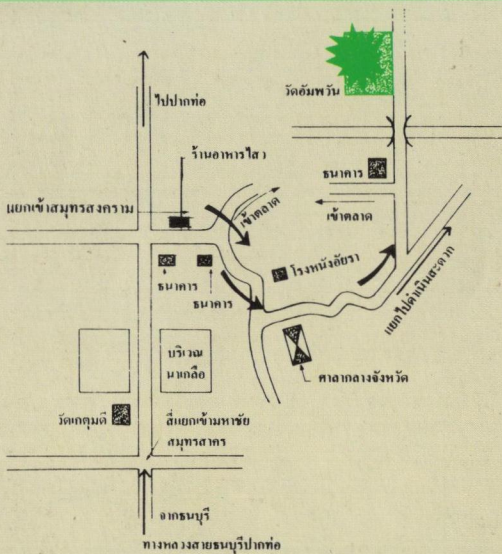 วัดอัมพวัน
ไปปากท่อ
ร้านอาหารไสว
ธนาคาร
แยกเข้าสมุทรสงคราม
เข้าตลาด
เข้าตลาด
โรงหนังอัยรา
ธนาคาร
ธนาคาร
แยกไปดำเนินสะดวก
บริเวณ
นาเกลือ
ศาลากลางจังหวัด
วัดเกตุมดี
สี่แยกเข้ามหาชัย
สมุทรสาคร
จากธนบุรี
ทางหลวงสายธนบุรีปากท่อ